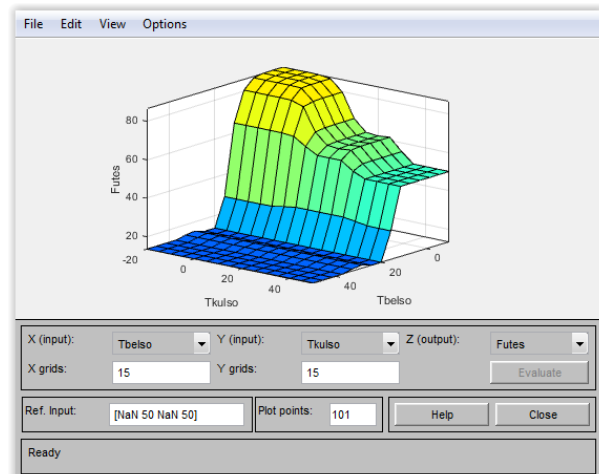 File Edit View Options
80
60
40
20
Futes
-20
0
20
40
Tkulso
40
20
0
Tbelso
X (input): Tbelso Y (input): Tkulso Z (output): Futes
X grids: 15 Y grids: 15 Evaluate
Ref. Input: [NaN 50 NaN 50] Plot points: 101 Help Close
Ready